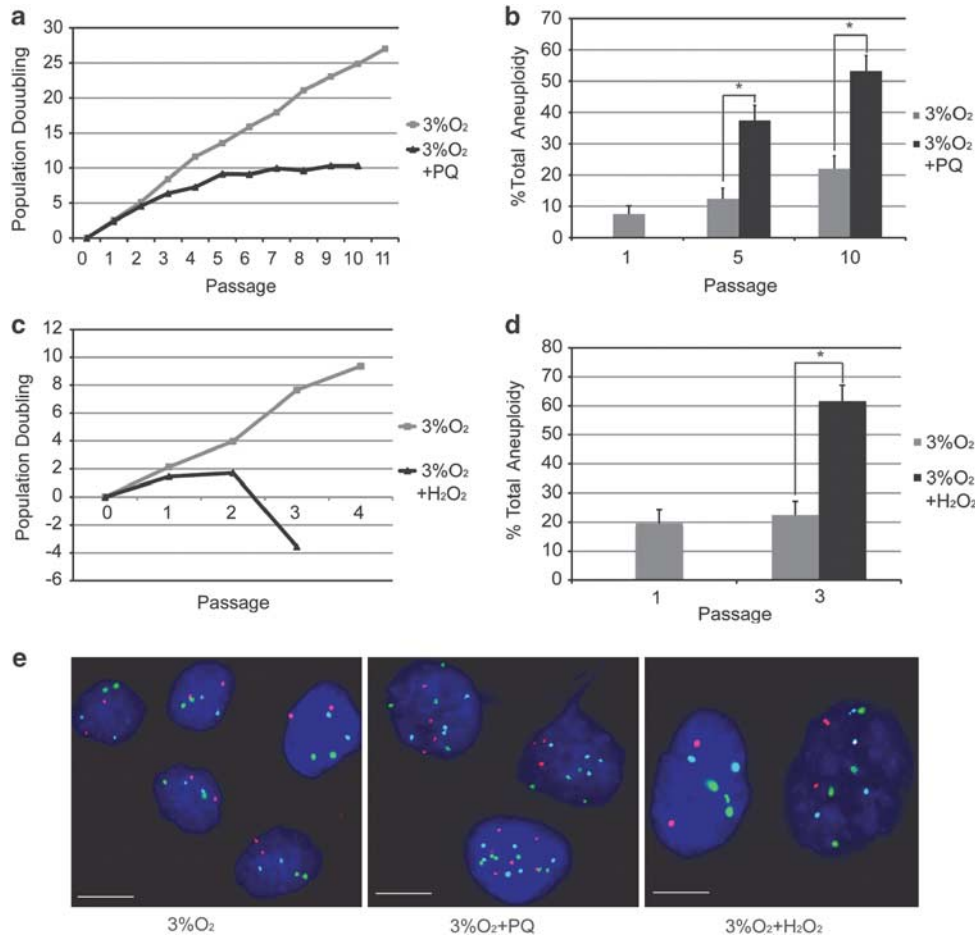 a
Population Douubling
30
25
20
15
10
5
0
0 1 2 3 4 5 6 7 8 9 10 11
Passage
3%O₂
3%O₂
+PQ
b
%Total Aneuploidy
70
60
50
40
30
20
10
0
*
*
1 5 10
Passage
3%O₂
3%O₂
+PQ
c
Population Doubling
12
10
8
6
4
2
0
-2
-4
-6
0 1 2 3 4
Passage
3%O₂
3%O₂
+H₂O₂
d
% Total Aneuploidy
80
70
60
50
40
30
20
10
0
*
1 3
Passage
3%O₂
3%O₂
+H₂O₂
e
3%O₂
3%O₂+PQ
3%O₂+H₂O₂